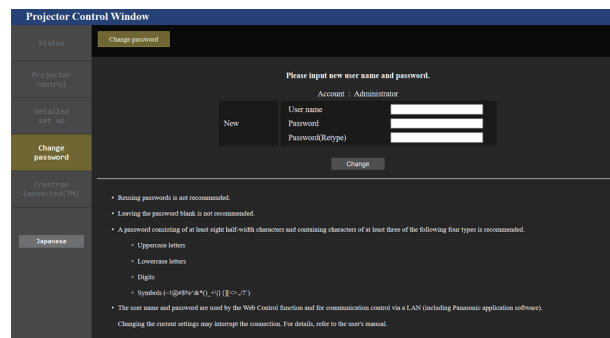 Projector Control Window
Status
Change password
Projector
control
Detailed
set up
Change
password
Crestron
Connected(TM)
Japanese
Please input new user name and password.
Account : Administrator
New
User name
Password
Password(Retype)
Change
• Reusing passwords is not recommended.
• Leaving the password blank is not recommended.
• A password consisting of at least eight half-width characters and containing characters of at least three of the following four types is recommended.
◦ Uppercase letters
◦ Lowercase letters
◦ Digits
◦ Symbols
• The user name and password are used by the Web Control function and for communication control via a LAN (including Panasonic application software).
Changing the current settings may interrupt the connection. For details, refer to the user's manual.